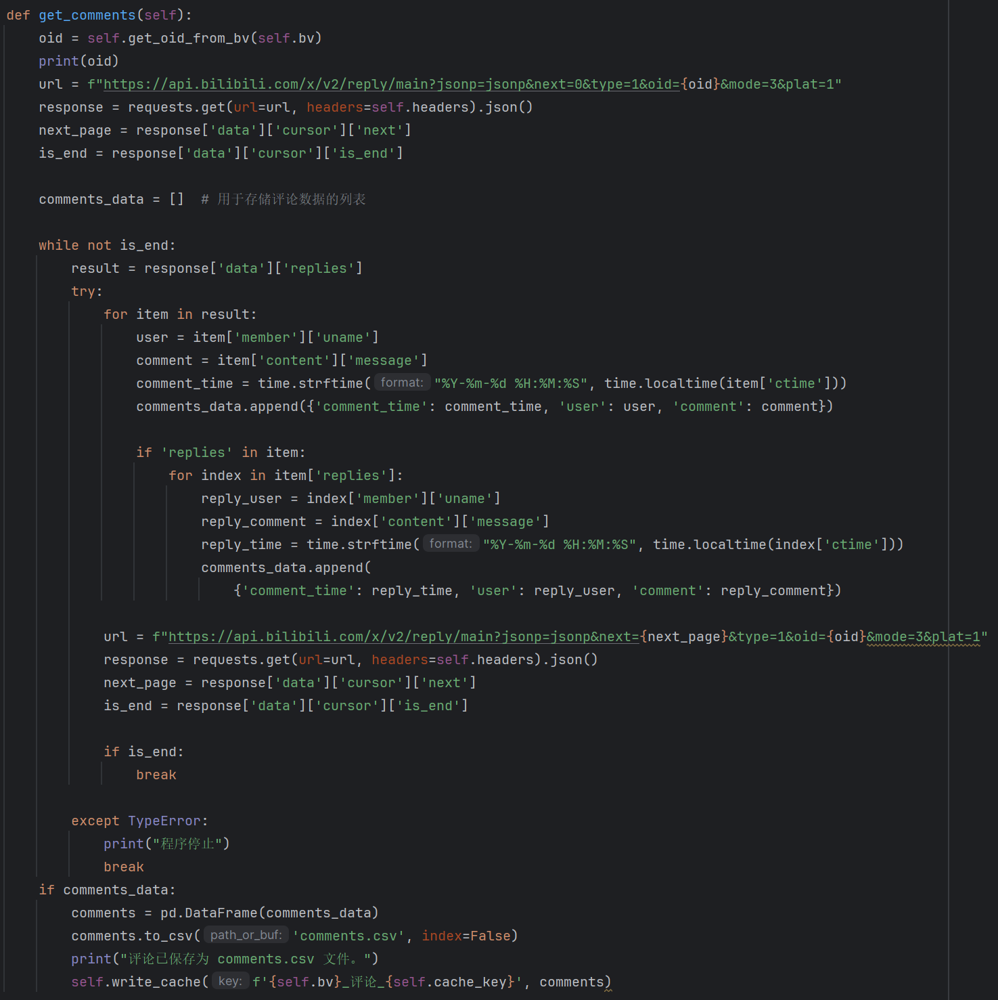 def get_comments(self):
    oid = self.get_oid_from_bv(self.bv)
    print(oid)
    url = f"https://api.bilibili.com/x/v2/reply/main?jsonp=jsonp&next=0&type=1&oid={oid}&mode=3&plat=1"
    response = requests.get(url=url, headers=self.headers).json()
    next_page = response['data']['cursor']['next']
    is_end = response['data']['cursor']['is_end']

    comments_data = []  # 用于存储评论数据的列表

    while not is_end:
        result = response['data']['replies']
        try:
            for item in result:
                user = item['member']['uname']
                comment = item['content']['message']
                comment_time = time.strftime( format: "%Y-%m-%d %H:%M:%S", time.localtime(item['ctime']))
                comments_data.append({'comment_time': comment_time, 'user': user, 'comment': comment})

                if 'replies' in item:
                    for index in item['replies']:
                        reply_user = index['member']['uname']
                        reply_comment = index['content']['message']
                        reply_time = time.strftime( format: "%Y-%m-%d %H:%M:%S", time.localtime(index['ctime']))
                        comments_data.append(
                            {'comment_time': reply_time, 'user': reply_user, 'comment': reply_comment})

            url = f"https://api.bilibili.com/x/v2/reply/main?jsonp=jsonp&next={next_page}&type=1&oid={oid}&mode=3&plat=1"
            response = requests.get(url=url, headers=self.headers).json()
            next_page = response['data']['cursor']['next']
            is_end = response['data']['cursor']['is_end']

            if is_end:
                break

        except TypeError:
            print("程序停止")
            break
    if comments_data:
        comments = pd.DataFrame(comments_data)
        comments.to_csv( path_or_buf: 'comments.csv', index=False)
        print("评论已保存为 comments.csv 文件。")
        self.write_cache( key: f'{self.bv}_评论_{self.cache_key}', comments)